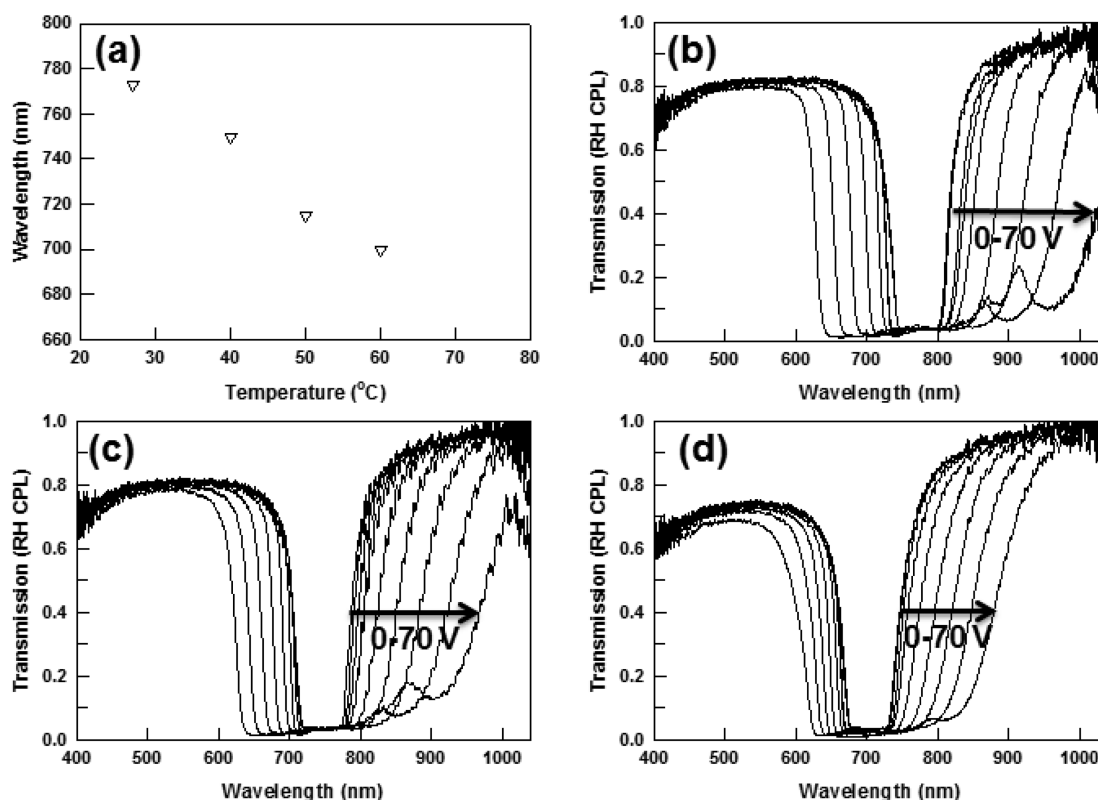 (a)
800
780
760
740
720
700
680
660
Wavelength (nm)
20 30 40 50 60 70 80
Temperature (°C)
(b)
1.0
0.8
0.6
0.4
0.2
0.0
Transmission (RH CPL)
0-70 V
400 500 600 700 800 900 1000
Wavelength (nm)
(c)
1.0
0.8
0.6
0.4
0.2
0.0
Transmission (RH CPL)
0-70 V
400 500 600 700 800 900 1000
Wavelength (nm)
(d)
1.0
0.8
0.6
0.4
0.2
0.0
Transmission (RH CPL)
0-70 V
400 500 600 700 800 900 1000
Wavelength (nm)